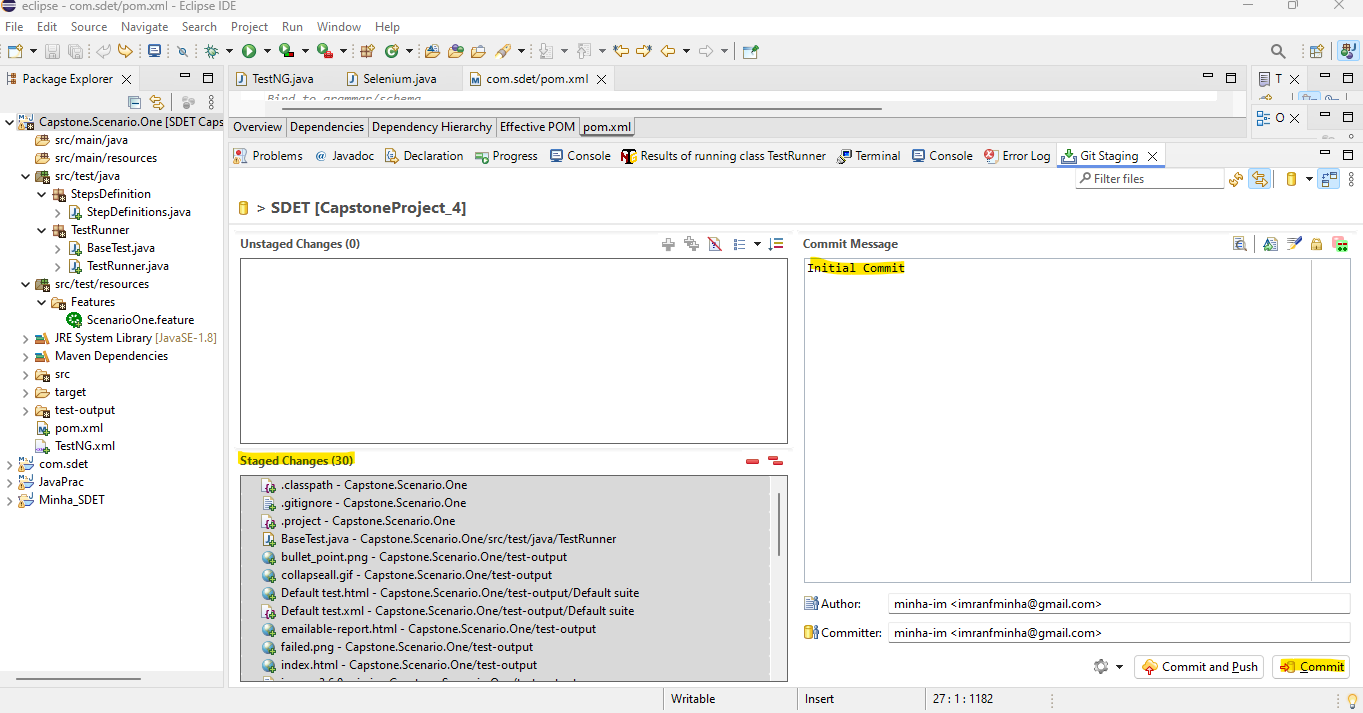 eclipse - com.sdet/pom.xml - Eclipse IDE
File Edit Source Navigate Search Project Run Window Help
Package Explorer
TestNG.java Selenium.java com.sdet/pom.xml
T
Bind to grammar/schema
O
Overview Dependencies Dependency Hierarchy Effective POM pom.xml
Problems @ Javadoc Declaration Progress Console Results of running class TestRunner Terminal Console Error Log Git Staging
Filter files
> SDET [CapstoneProject_4]
Capstone.Scenario.One [SDET Caps
src/main/java
src/main/resources
src/test/java
StepsDefinition
StepDefinitions.java
TestRunner
BaseTest.java
TestRunner.java
src/test/resources
Features
ScenarioOne.feature
JRE System Library [JavaSE-1.8]
Maven Dependencies
src
target
test-output
pom.xml
TestNG.xml
com.sdet
JavaPrac
Minha_SDET
Unstaged Changes (0)
Staged Changes (30)
.classpath - Capstone.Scenario.One
.gitignore - Capstone.Scenario.One
.project - Capstone.Scenario.One
BaseTest.java - Capstone.Scenario.One/src/test/java/TestRunner
bullet_point.png - Capstone.Scenario.One/test-output
collapseall.gif - Capstone.Scenario.One/test-output
Default test.html - Capstone.Scenario.One/test-output/Default suite
Default test.xml - Capstone.Scenario.One/test-output/Default suite
emailable-report.html - Capstone.Scenario.One/test-output
failed.png - Capstone.Scenario.One/test-output
index.html - Capstone.Scenario.One/test-output
Commit Message
Initial Commit
Author: minha-im <imranfminha@gmail.com>
Committer: minha-im <imranfminha@gmail.com>
Commit and Push Commit
Writable Insert 27 : 1 : 1182